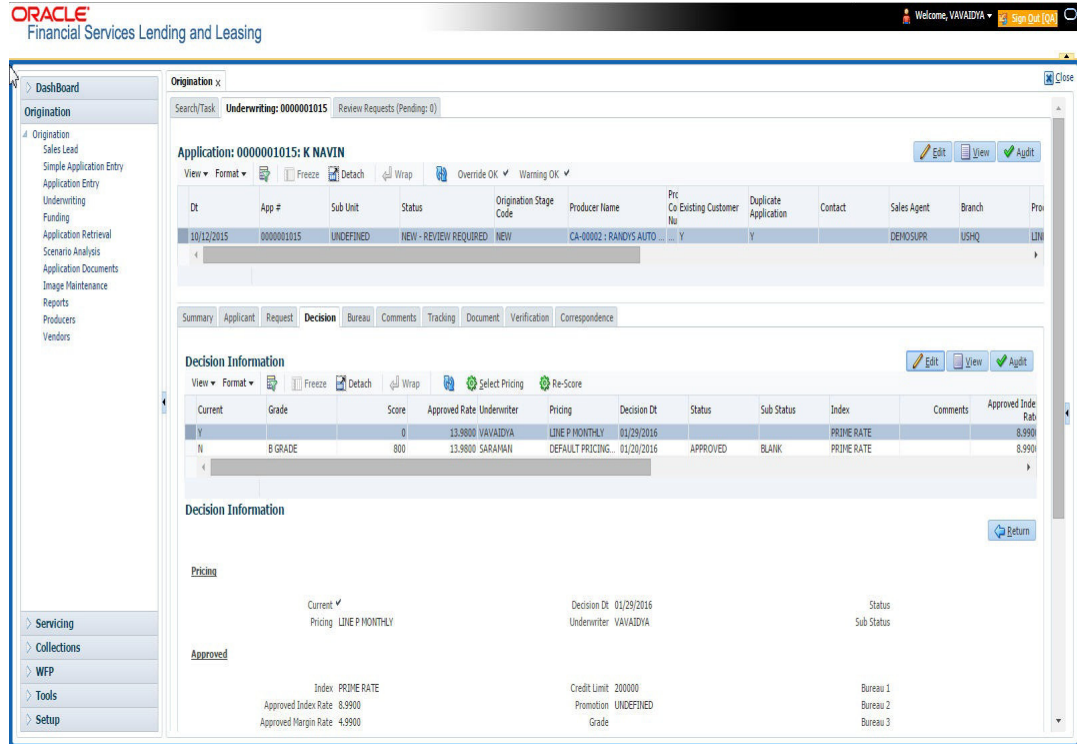 ORACLE
Financial Services Lending and Leasing
Welcome, VAVAIDYA
Sign Out [QA]
Close
DashBoard
Origination
Origination
Sales Lead
Simple Application Entry
Application Entry
Underwriting
Funding
Application Retrieval
Scenario Analysis
Application Documents
Image Maintenance
Reports
Producers
Vendors
Servicing
Collections
WFP
Tools
Setup
Origination x
Search/Task Underwriting: 0000001015 Review Requests (Pending: 0)
Application: 0000001015: K NAVIN
Edit View Audit
View Format Freeze Detach Wrap Override OK Warning OK
Dt App # Sub Unit Status Origination Stage Code Producer Name Prc Co Nu Existing Customer Duplicate Application Contact Sales Agent Branch Pro
10/12/2015 0000001015 UNDEFINED NEW - REVIEW REQUIRED NEW CA-00002 : RANDYS AUTO ... ... Y Y DEMOSUPR USHQ LIN
Summary Applicant Request Decision Bureau Comments Tracking Document Verification Correspondence
Decision Information
Edit View Audit
View Format Freeze Detach Wrap Select Pricing Re-Score
Current Grade Score Approved Rate Underwriter Pricing Decision Dt Status Sub Status Index Comments Approved Inde Rat
Y 0 13.9800 VAVAIDYA LINE P MONTHLY 01/29/2016 PRIME RATE 8.990
N B GRADE 800 13.9800 SARAMAN DEFAULT PRICING... 01/20/2016 APPROVED BLANK PRIME RATE 8.990
Decision Information
Return
Pricing
Current Decision Dt 01/29/2016 Status
Pricing LINE P MONTHLY Underwriter VAVAIDYA Sub Status
Approved
Index PRIME RATE Credit Limit 200000 Bureau 1
Approved Index Rate 8.9900 Promotion UNDEFINED Bureau 2
Approved Margin Rate 4.9900 Grade Bureau 3